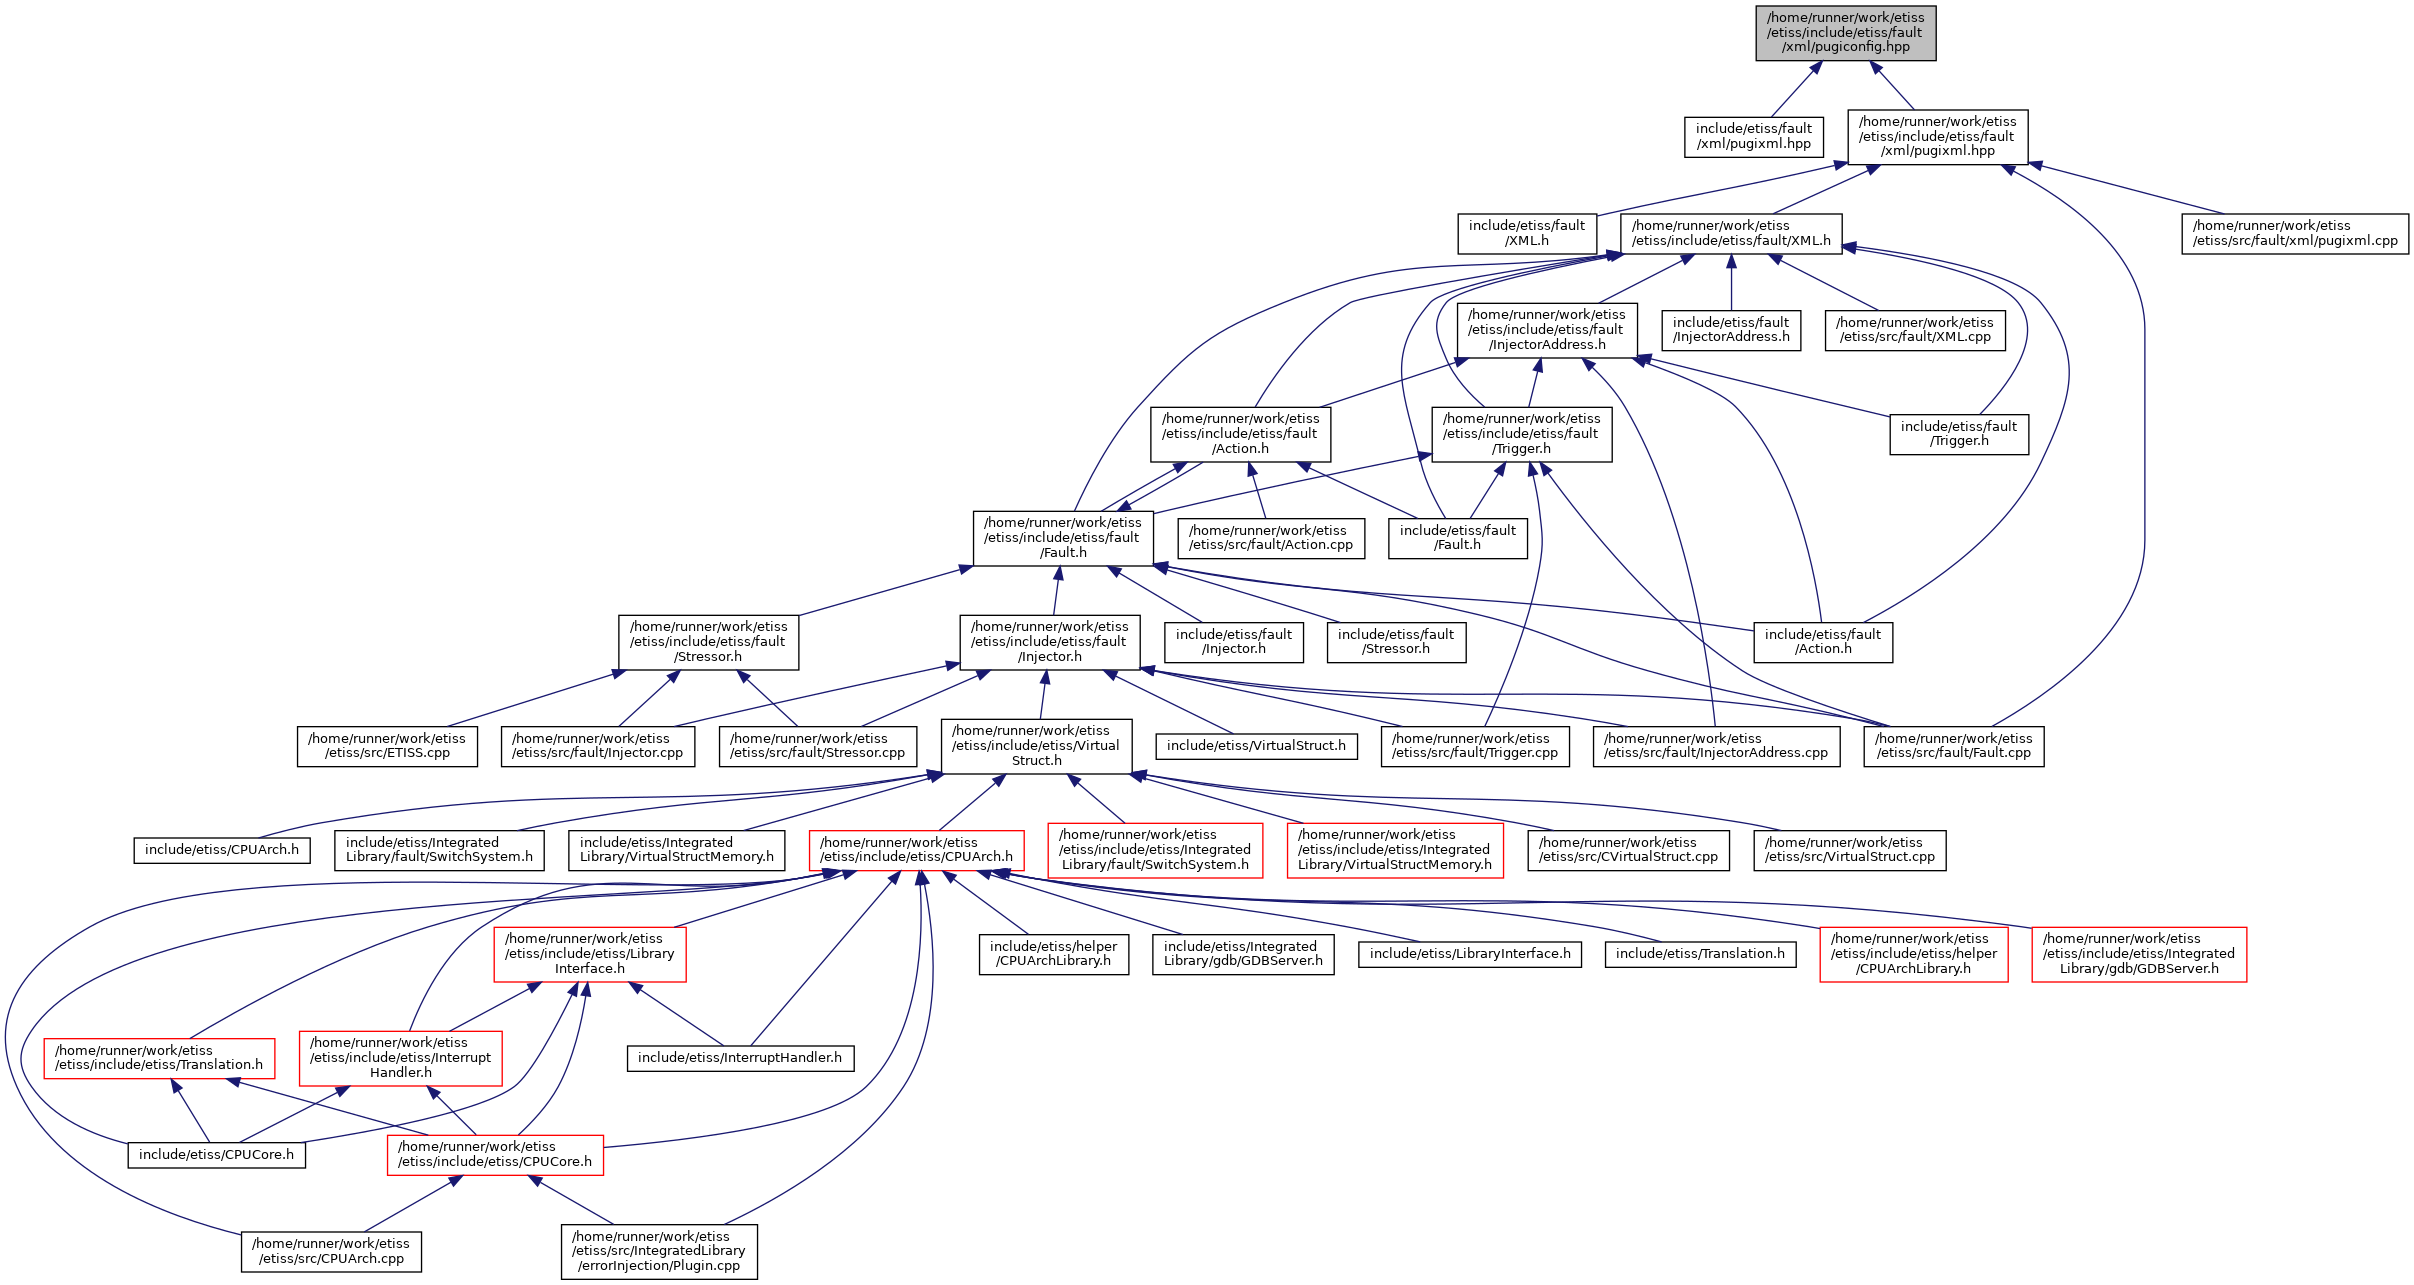 /home/runner/work/etiss
/etiss/include/etiss/fault
/xml/pugiconfig.hpp
include/etiss/fault
/xml/pugixml.hpp
/home/runner/work/etiss
/etiss/include/etiss/fault
/xml/pugixml.hpp
include/etiss/fault
/XML.h
/home/runner/work/etiss
/etiss/include/etiss/fault/XML.h
/home/runner/work/etiss
/etiss/src/fault/xml/pugixml.cpp
/home/runner/work/etiss
/etiss/include/etiss/fault
/InjectorAddress.h
include/etiss/fault
/InjectorAddress.h
/home/runner/work/etiss
/etiss/src/fault/XML.cpp
/home/runner/work/etiss
/etiss/include/etiss/fault
/Action.h
/home/runner/work/etiss
/etiss/include/etiss/fault
/Trigger.h
include/etiss/fault
/Trigger.h
/home/runner/work/etiss
/etiss/include/etiss/fault
/Fault.h
/home/runner/work/etiss
/etiss/src/fault/Action.cpp
include/etiss/fault
/Fault.h
/home/runner/work/etiss
/etiss/include/etiss/fault
/Stressor.h
/home/runner/work/etiss
/etiss/include/etiss/fault
/Injector.h
include/etiss/fault
/Injector.h
include/etiss/fault
/Stressor.h
include/etiss/fault
/Action.h
/home/runner/work/etiss
/etiss/src/ETISS.cpp
/home/runner/work/etiss
/etiss/src/fault/Injector.cpp
/home/runner/work/etiss
/etiss/src/fault/Stressor.cpp
/home/runner/work/etiss
/etiss/include/etiss/Virtual
Struct.h
include/etiss/VirtualStruct.h
/home/runner/work/etiss
/etiss/src/fault/Trigger.cpp
/home/runner/work/etiss
/etiss/src/fault/InjectorAddress.cpp
/home/runner/work/etiss
/etiss/src/fault/Fault.cpp
include/etiss/CPUArch.h
include/etiss/Integrated
Library/fault/SwitchSystem.h
include/etiss/Integrated
Library/VirtualStructMemory.h
/home/runner/work/etiss
/etiss/include/etiss/CPUArch.h
/home/runner/work/etiss
/etiss/include/etiss/Integrated
Library/fault/SwitchSystem.h
/home/runner/work/etiss
/etiss/include/etiss/Integrated
Library/VirtualStructMemory.h
/home/runner/work/etiss
/etiss/src/CVirtualStruct.cpp
/home/runner/work/etiss
/etiss/src/VirtualStruct.cpp
/home/runner/work/etiss
/etiss/include/etiss/Library
Interface.h
include/etiss/helper
/CPUArchLibrary.h
include/etiss/Integrated
Library/gdb/GDBServer.h
include/etiss/LibraryInterface.h
include/etiss/Translation.h
/home/runner/work/etiss
/etiss/include/etiss/helper
/CPUArchLibrary.h
/home/runner/work/etiss
/etiss/include/etiss/Integrated
Library/gdb/GDBServer.h
/home/runner/work/etiss
/etiss/include/etiss/Translation.h
/home/runner/work/etiss
/etiss/include/etiss/Interrupt
Handler.h
include/etiss/InterruptHandler.h
include/etiss/CPUCore.h
/home/runner/work/etiss
/etiss/include/etiss/CPUCore.h
/home/runner/work/etiss
/etiss/src/CPUArch.cpp
/home/runner/work/etiss
/etiss/src/IntegratedLibrary
/errorInjection/Plugin.cpp